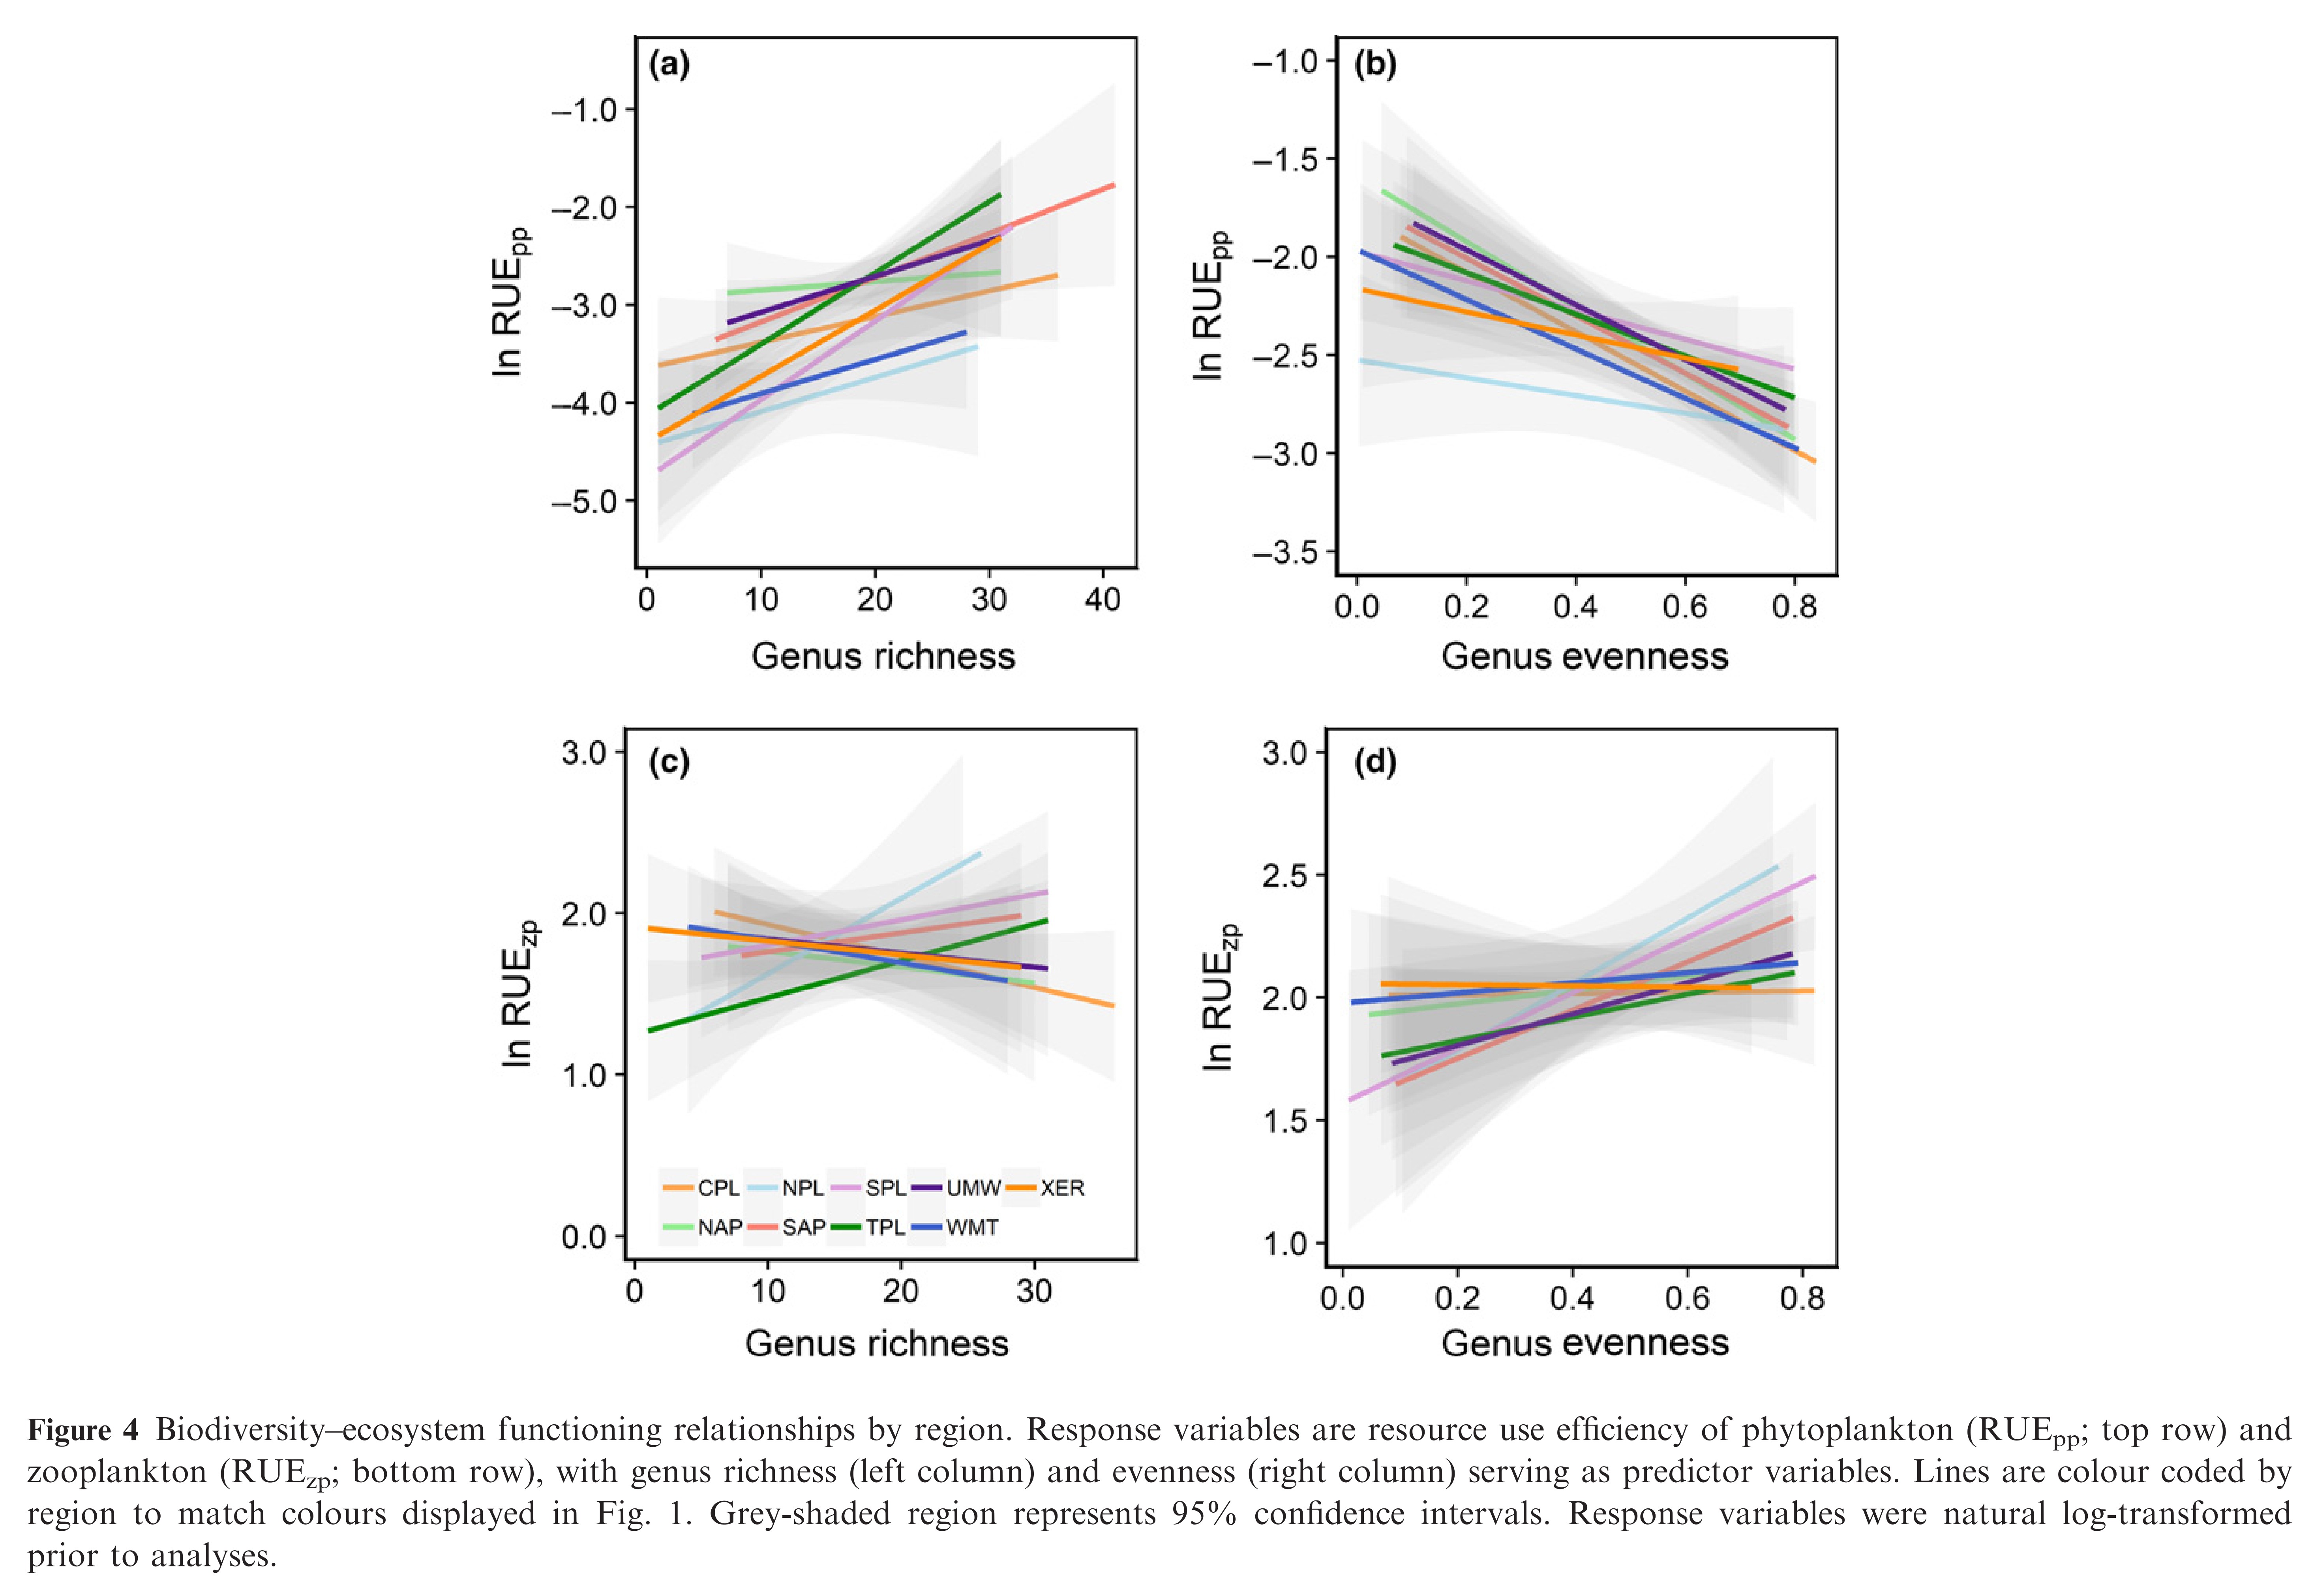 (a)
–1.0
–2.0
–3.0
–4.0
–5.0
ln RUEpp
0 10 20 30 40
Genus richness
(b)
–1.0
–1.5
–2.0
–2.5
–3.0
–3.5
ln RUEpp
0.0 0.2 0.4 0.6 0.8
Genus evenness
(c)
3.0
2.0
1.0
0.0
ln RUEzp
CPL NPL SPL UMW XER
NAP SAP TPL WMT
0 10 20 30
Genus richness
(d)
3.0
2.5
2.0
1.5
1.0
ln RUEzp
0.0 0.2 0.4 0.6 0.8
Genus evenness
Figure 4 Biodiversity–ecosystem functioning relationships by region. Response variables are resource use efficiency of phytoplankton (RUEpp; top row) and
zooplankton (RUEzp; bottom row), with genus richness (left column) and evenness (right column) serving as predictor variables. Lines are colour coded by
region to match colours displayed in Fig. 1. Grey-shaded region represents 95% confidence intervals. Response variables were natural log-transformed
prior to analyses.